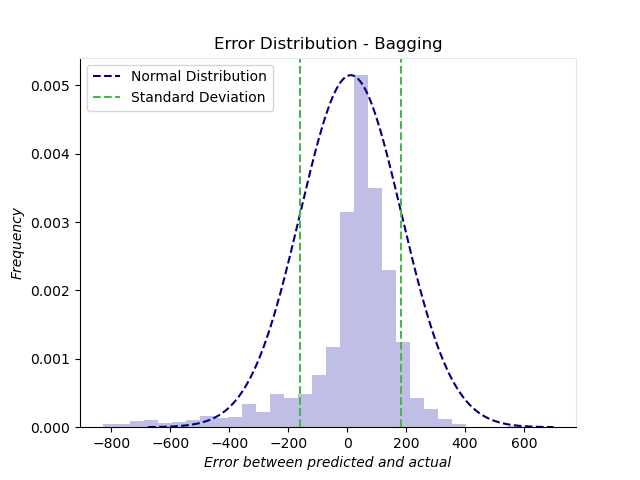 Error Distribution - Bagging
Normal Distribution
Standard Deviation
0.005
0.004
0.003
0.002
0.001
0.000
Frequency
−800 −600 −400 −200 0 200 400 600
Error between predicted and actual